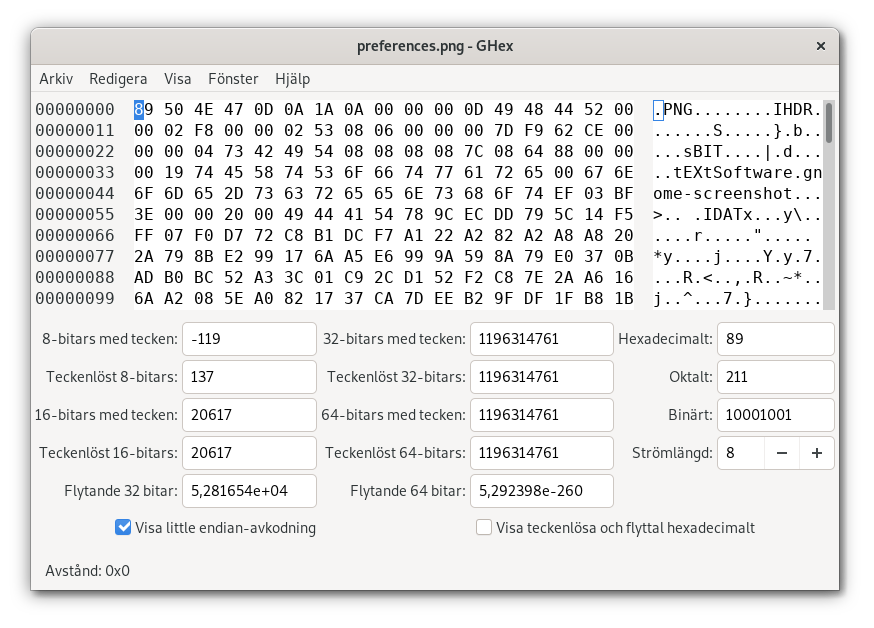 preferences.png - GHex
×
Arkiv Redigera Visa Fönster Hjälp
00000000 89 50 4E 47 0D 0A 1A 0A 00 00 00 0D 49 48 44 52 00 .PNG........IHDR.
00000011 00 02 F8 00 00 02 53 08 06 00 00 00 7D F9 62 CE 00 ......S.....}.b..
00000022 00 00 04 73 42 49 54 08 08 08 08 7C 08 64 88 00 00 ...sBIT....|.d...
00000033 00 19 74 45 58 74 53 6F 66 74 77 61 72 65 00 67 6E ..tEXtSoftware.gn
00000044 6F 6D 65 2D 73 63 72 65 65 6E 73 68 6F 74 EF 03 BF ome-screenshot...
00000055 3E 00 00 20 00 49 44 41 54 78 9C EC DD 79 5C 14 F5 >.. .IDATx...y\..
00000066 FF 07 F0 D7 72 C8 B1 DC F7 A1 22 A2 82 A2 A8 A8 20 ....r.....".....
00000077 2A 79 8B E2 99 17 6A A5 E6 99 9A 59 8A 79 E0 37 0B *y....j....Y.y.7.
00000088 AD B0 BC 52 A3 3C 01 C9 2C D1 52 F2 C8 7E 2A A6 16 ...R.<..,.R..~*..
00000099 6A A2 08 5E A0 82 17 37 CA 7D EE B2 9F DF 1F B8 1B j..^...7.}.......
8-bitars med tecken: -119 32-bitars med tecken: 1196314761 Hexadecimalt: 89
Teckenlöst 8-bitars: 137 Teckenlöst 32-bitars: 1196314761 Oktalt: 211
16-bitars med tecken: 20617 64-bitars med tecken: 1196314761 Binärt: 10001001
Teckenlöst 16-bitars: 20617 Teckenlöst 64-bitars: 1196314761 Strömlängd: 8 − +
Flytande 32 bitar: 5,281654e+04 Flytande 64 bitar: 5,292398e-260
Visa little endian-avkodning Visa teckenlösa och flyttal hexadecimalt
Avstånd: 0x0